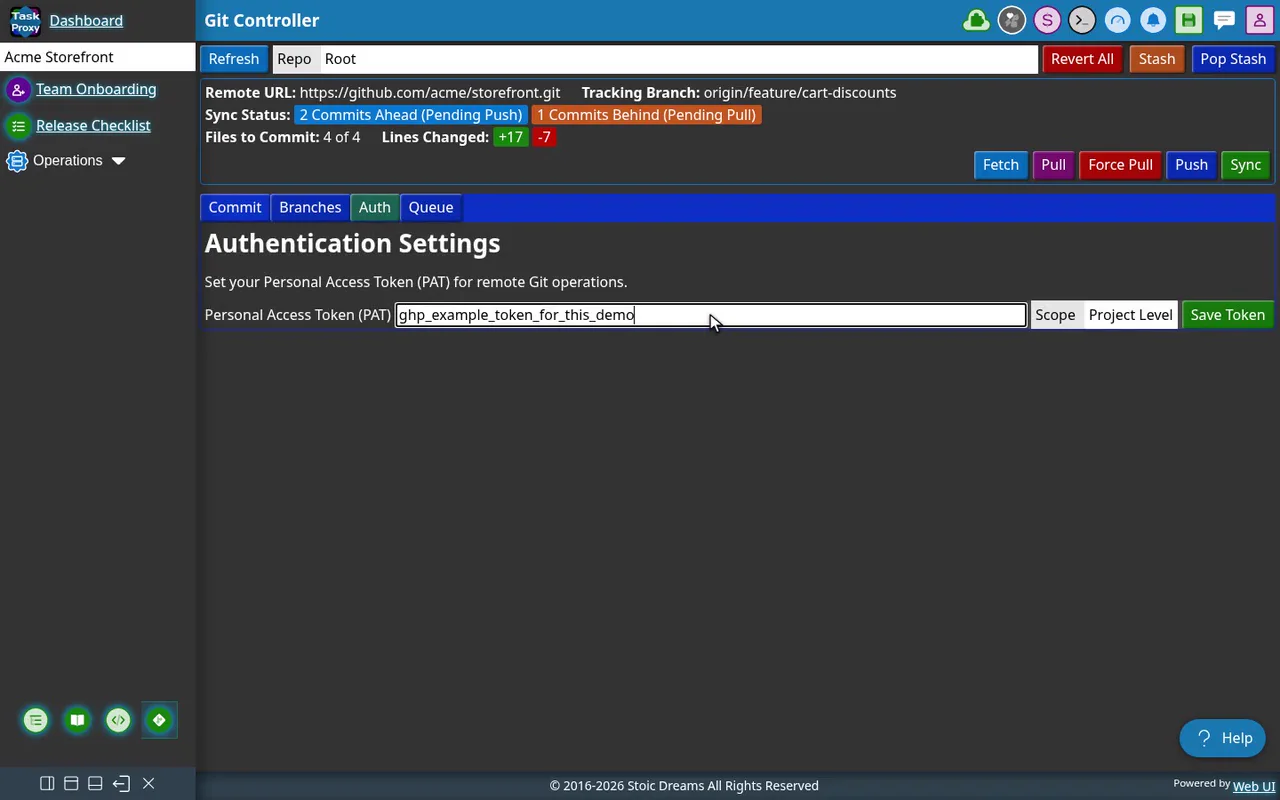 Task Proxy
Dashboard
Git Controller
S
Acme Storefront
Team Onboarding
Release Checklist
Operations
Refresh
Repo
Root
Revert All
Stash
Pop Stash
Remote URL: https://github.com/acme/storefront.git Tracking Branch: origin/feature/cart-discounts
Sync Status: 2 Commits Ahead (Pending Push) 1 Commits Behind (Pending Pull)
Files to Commit: 4 of 4 Lines Changed: +17 -7
Fetch
Pull
Force Pull
Push
Sync
Commit
Branches
Auth
Queue
Authentication Settings
Set your Personal Access Token (PAT) for remote Git operations.
Personal Access Token (PAT) ghp_example_token_for_this_demo Scope Project Level Save Token
? Help
© 2016-2026 Stoic Dreams All Rights Reserved
Powered by Web UI